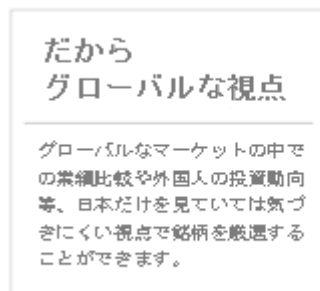 だから
グローバルな視点
グローバルなマーケットの中で
の業績比較や外国人の投資動向
等、日本だけを見ていては気づ
きにくい視点で銘柄を厳選する
ことができます。